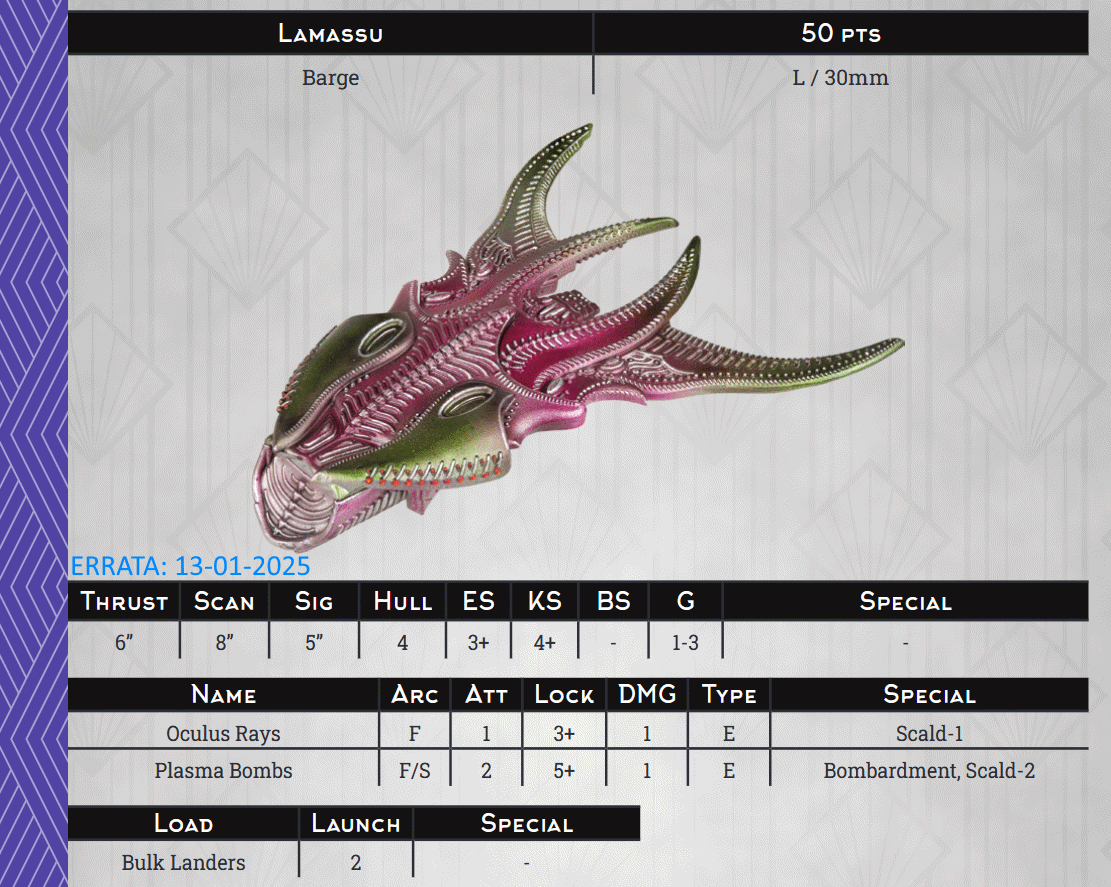 Lamassu 50 pts
Barge L / 30mm
ERRATA: 13-01-2025
Thrust Scan Sig Hull ES KS BS G Special
6” 8” 5” 4 3+ 4+ - 1-3 -
Name Arc Att Lock DMG Type Special
Oculus Rays F 1 3+ 1 E Scald-1
Plasma Bombs F/S 2 5+ 1 E Bombardment, Scald-2
Load Launch Special
Bulk Landers 2 -